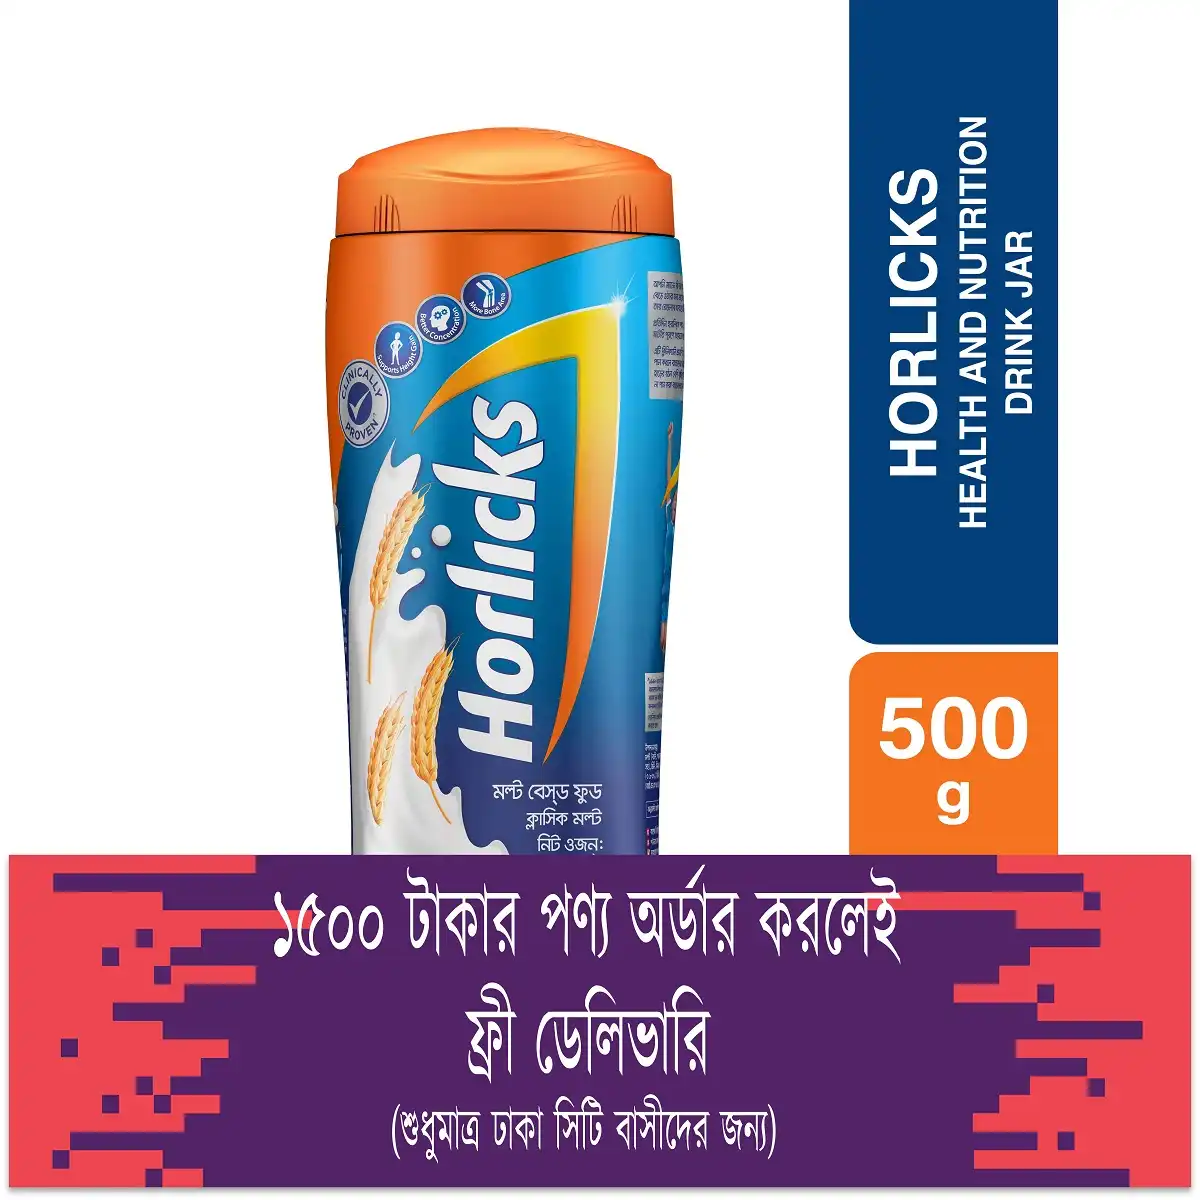 HORLICKS
HEALTH AND NUTRITION
DRINK JAR
500
g
More Bone Area
Better Concentration
Supports Height Gain
CLINICALLY
PROVEN
Horlicks
মল্ট বেস্‌ড ফুড
ক্লাসিক মল্ট
নিট ওজন:
১৫০০ টাকার পণ্য অর্ডার করলেই
ফ্রী ডেলিভারি
(শুধুমাত্র ঢাকা সিটি বাসীদের জন্য)